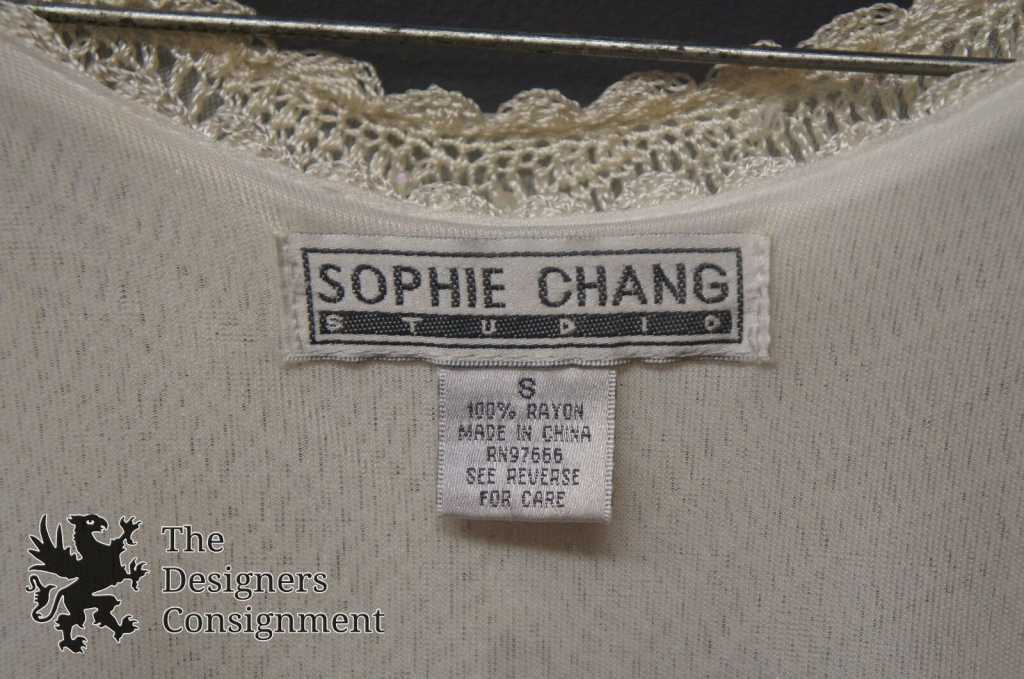 SOPHIE CHANG
STUDIO
S
100% RAYON
MADE IN CHINA
RN97666
SEE REVERSE
FOR CARE
The
Designers
Consignment